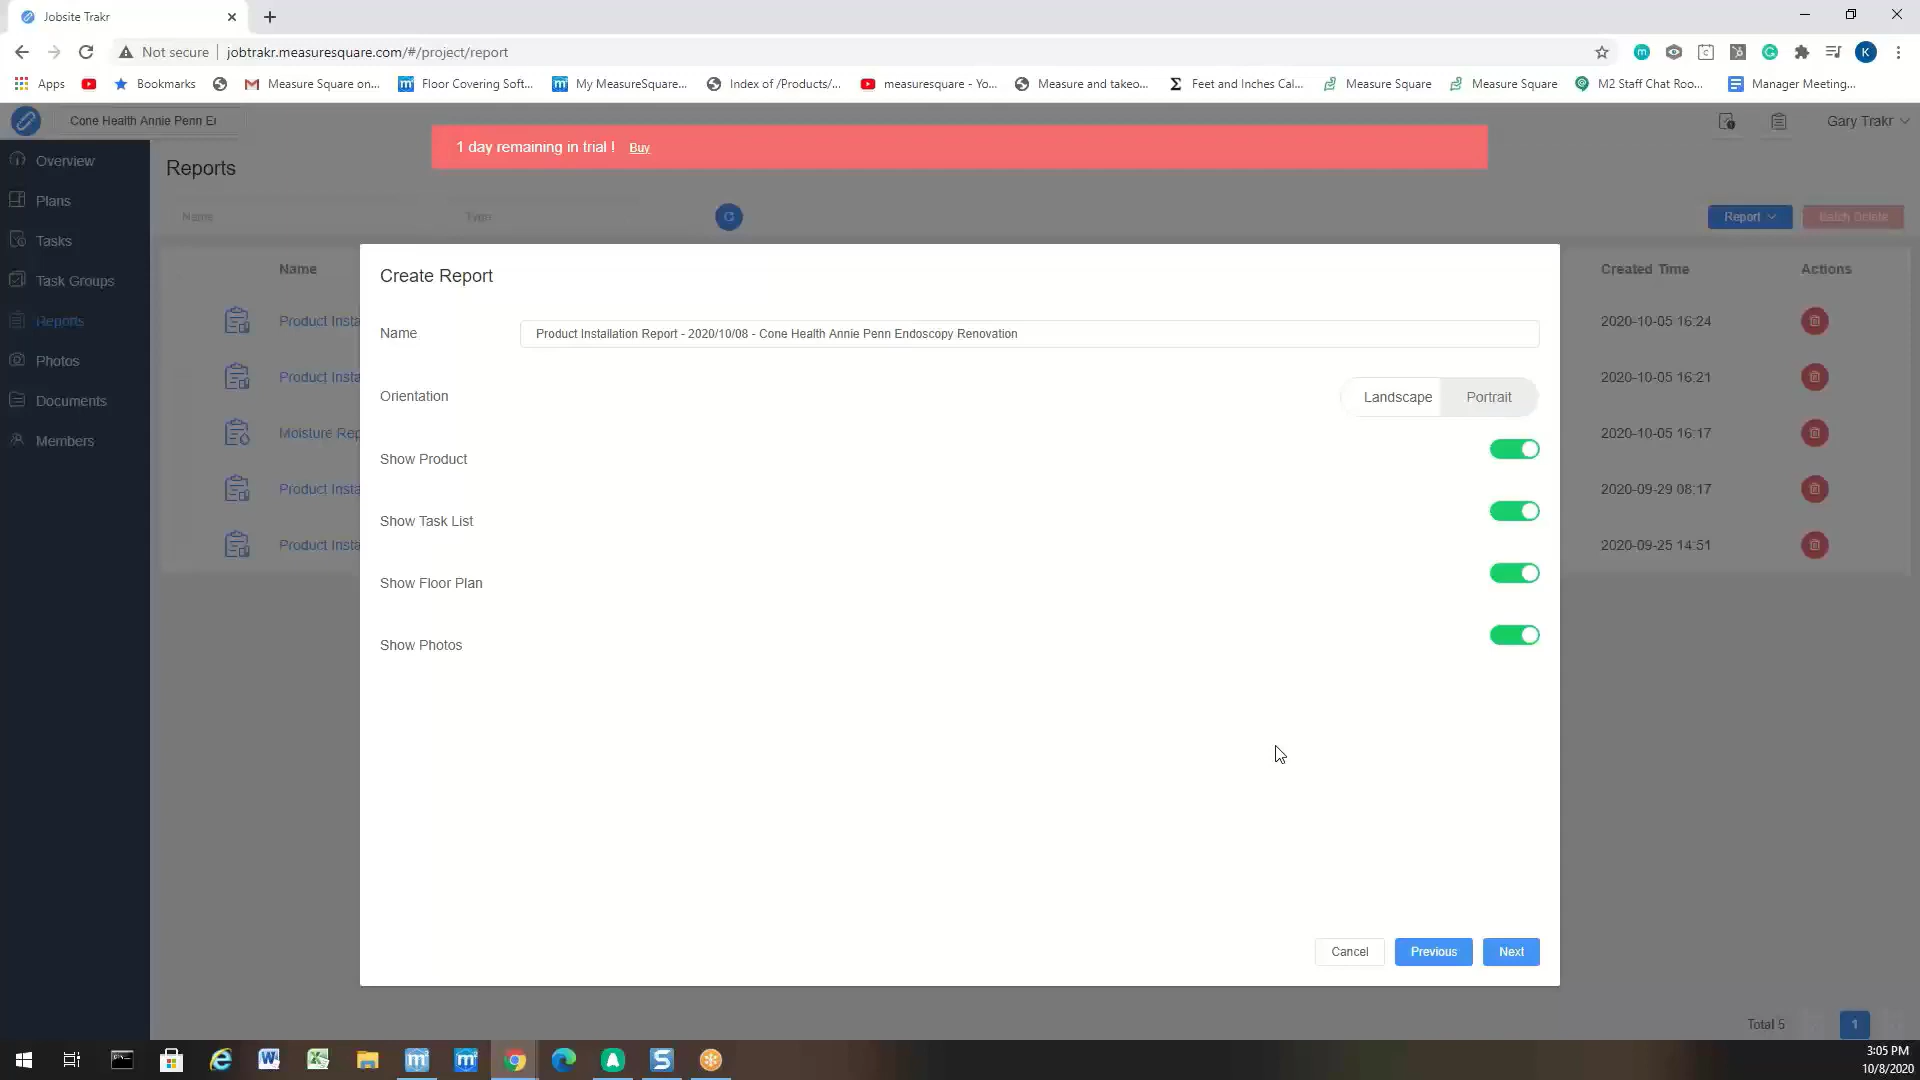 Jobsite Trakr
Not secure
jobtrakr.measuresquare.com/#/project/report
K
Apps
Bookmarks
Measure Square on...
Floor Covering Soft...
My MeasureSquare...
Index of /Products/...
measuresquare - Yo...
Measure and takeo...
Feet and Inches Cal...
Measure Square
Measure Square
M2 Staff Chat Roo...
Manager Meeting...
Cone Health Annie Penn Er
Gary Trakr
1 day remaining in trial ! Buy
Overview
Plans
Tasks
Task Groups
Reports
Photos
Documents
Members
Reports
Name
Type
Report
Batch Delete
Name
Created Time
Actions
Product Insta
2020-10-05 16:24
Product Insta
2020-10-05 16:21
Moisture Rep
2020-10-05 16:17
Product Insta
2020-09-29 08:17
Product Insta
2020-09-25 14:51
Create Report
Name
Product Installation Report - 2020/10/08 - Cone Health Annie Penn Endoscopy Renovation
Orientation
Landscape
Portrait
Show Product
Show Task List
Show Floor Plan
Show Photos
Cancel
Previous
Next
Total 5
1
3:05 PM
10/8/2020